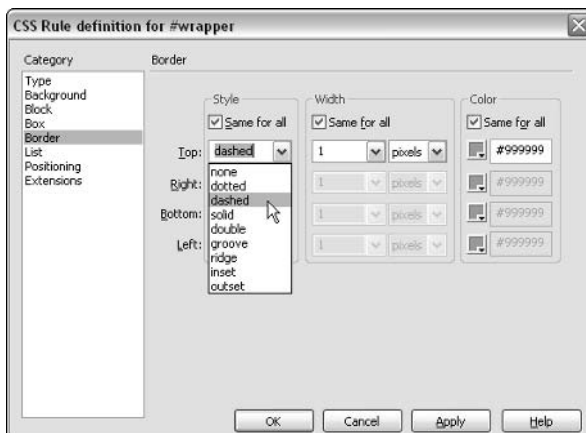 CSS Rule definition for #wrapper
Category
Type
Background
Block
Box
Border
List
Positioning
Extensions
Border
Style
Width
Color
Same for all
Same for all
Same for all
Top: dashed 1 pixels #999999
none
dotted
dashed
solid
double
groove
ridge
inset
outset
Right: 1 pixels #999999
Bottom: 1 pixels #999999
Left: 1 pixels #999999
OK
Cancel
Apply
Help